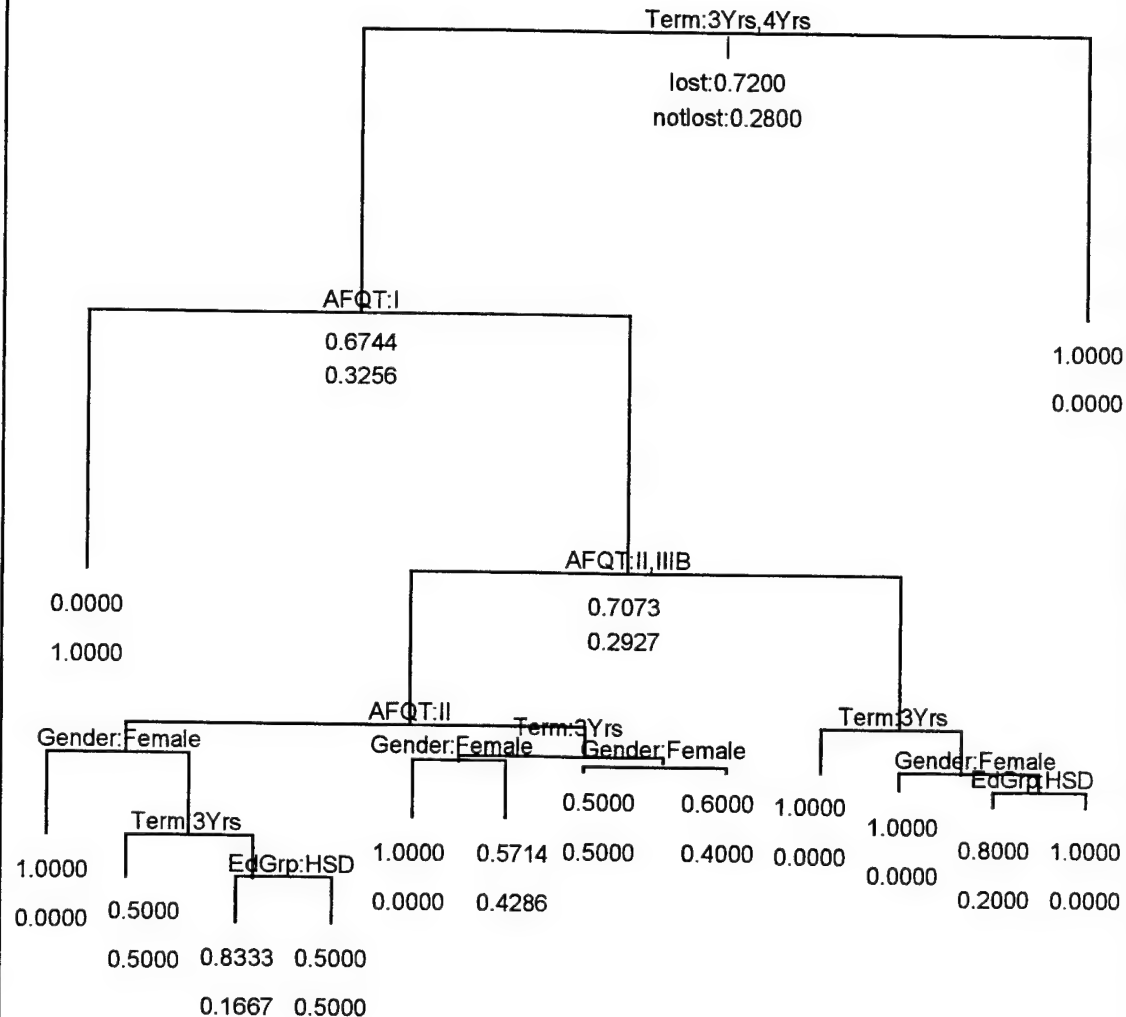 Term:3Yrs,4Yrs
lost:0.7200
notlost:0.2800
AFQT:I
0.6744
0.3256
1.0000
0.0000
0.0000
1.0000
AFQT:II,IIIB
0.7073
0.2927
AFQT:II
Gender:Female
1.0000
0.0000
Term:3Yrs
0.5000
0.5000
EdGrp:HSD
0.8333
0.1667
0.5000
0.5000
Term:3Yrs
Gender:Female
1.0000
0.0000
0.5714
0.4286
Gender:Female
0.5000
0.5000
0.6000
0.4000
Term:3Yrs
1.0000
0.0000
Gender:Female
1.0000
0.0000
EdGrp:HSD
0.8000
0.2000
1.0000
0.0000